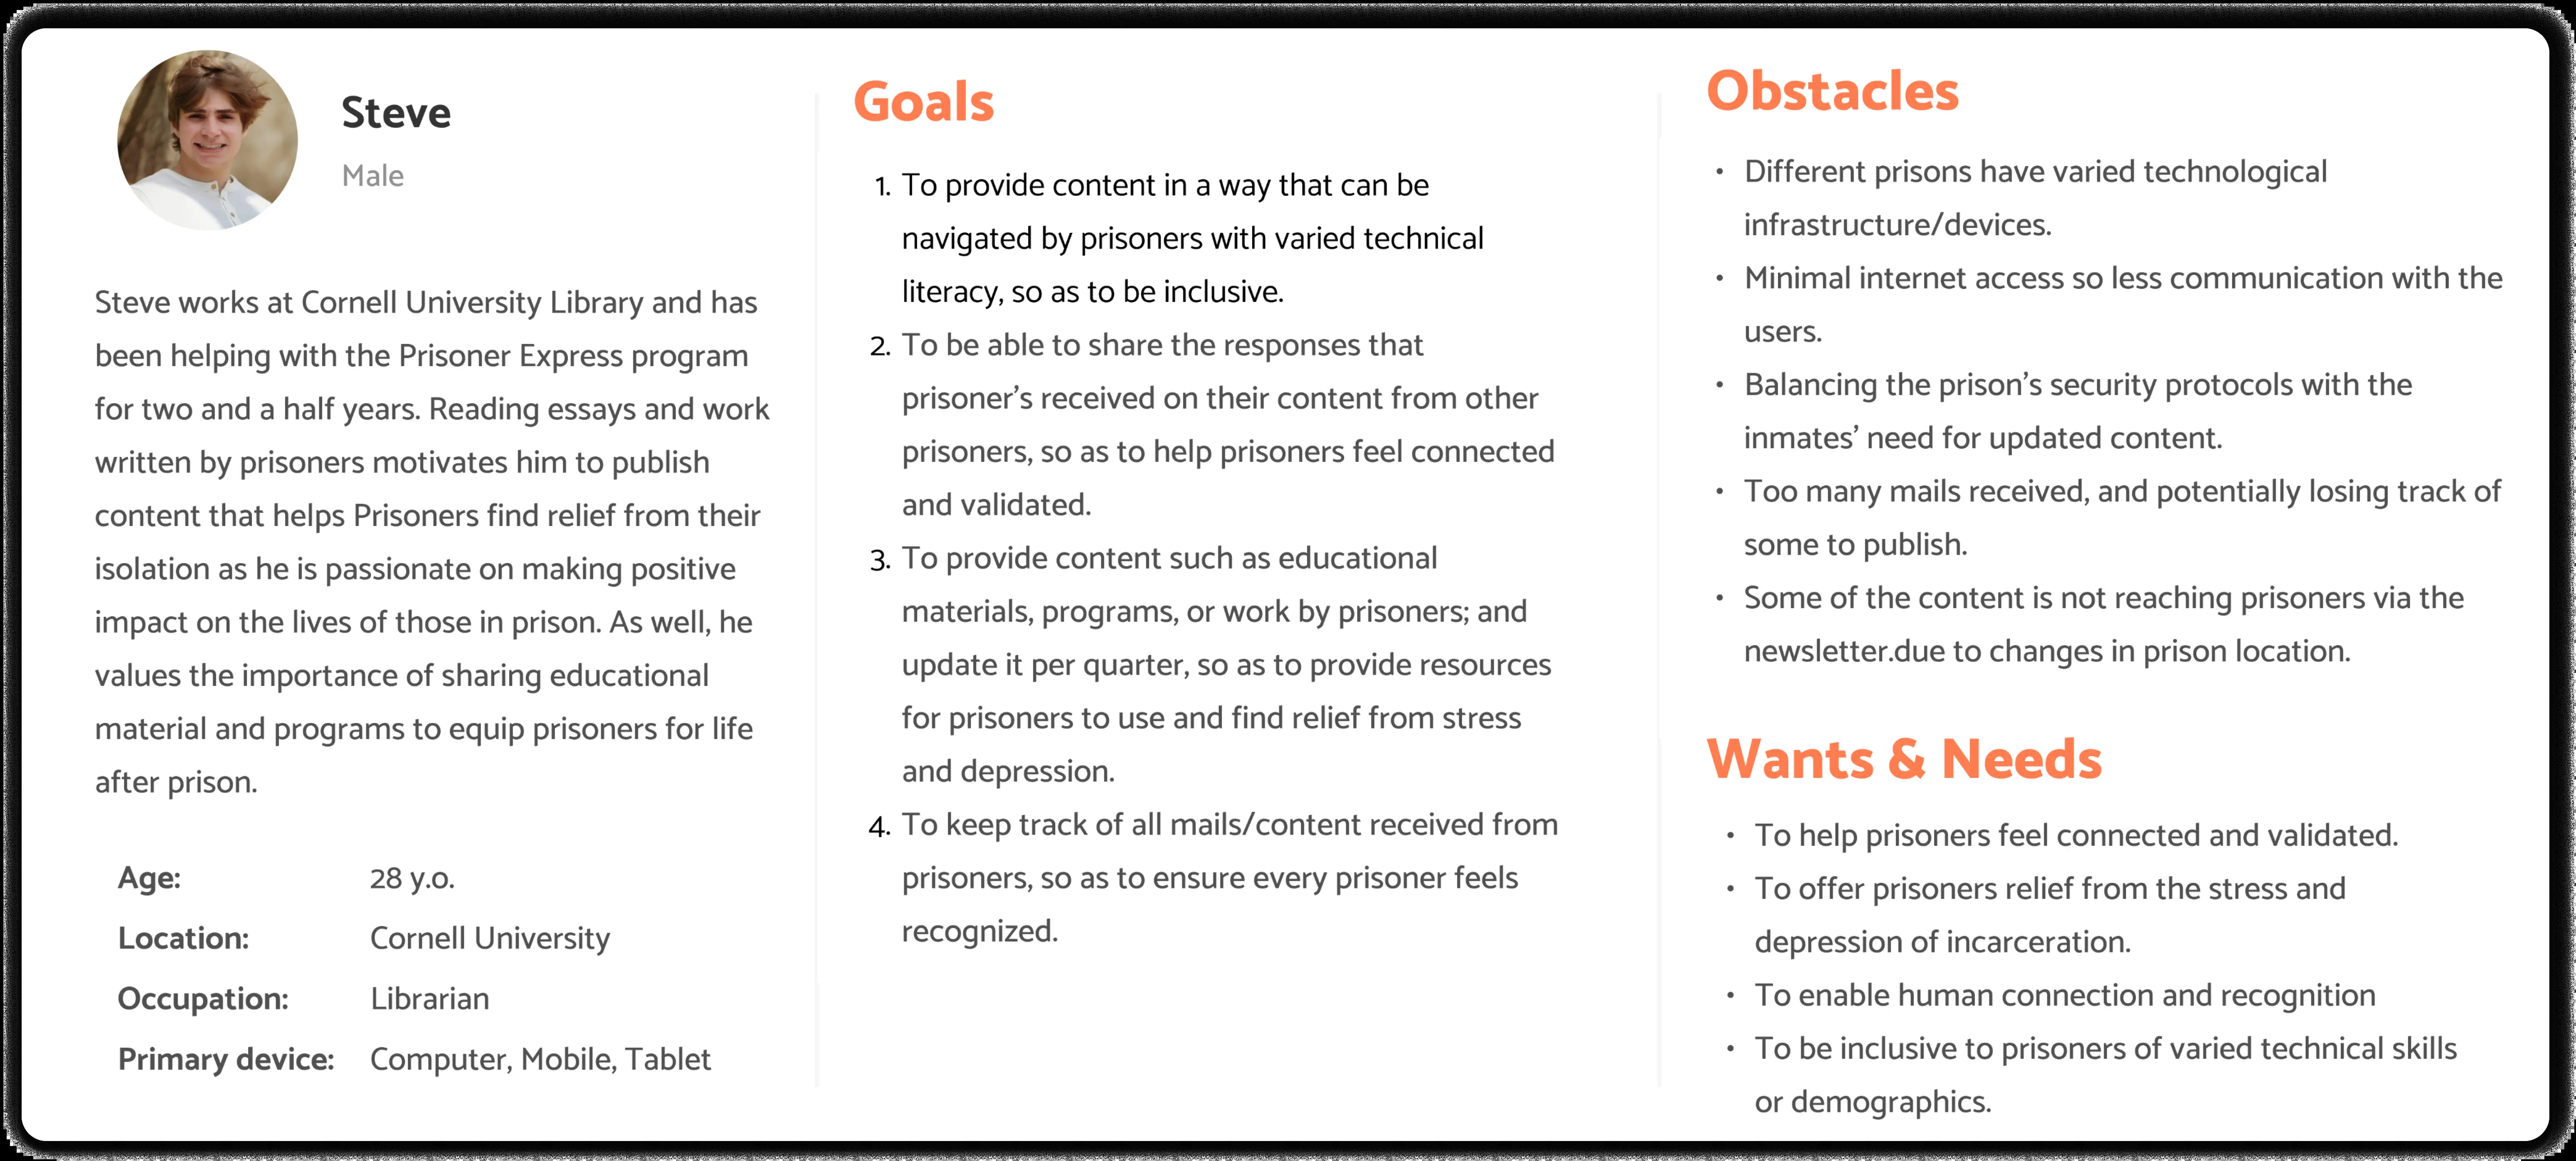 Steve
Male
Steve works at Cornell University Library and has
been helping with the Prisoner Express program
for two and a half years. Reading essays and work
written by prisoners motivates him to publish
content that helps Prisoners find relief from their
isolation as he is passionate on making positive
impact on the lives of those in prison. As well, he
values the importance of sharing educational
material and programs to equip prisoners for life
after prison.
Age: 28 y.o.
Location: Cornell University
Occupation: Librarian
Primary device: Computer, Mobile, Tablet
Goals
1. To provide content in a way that can be
navigated by prisoners with varied technical
literacy, so as to be inclusive.
2. To be able to share the responses that
prisoner’s received on their content from other
prisoners, so as to help prisoners feel connected
and validated.
3. To provide content such as educational
materials, programs, or work by prisoners; and
update it per quarter, so as to provide resources
for prisoners to use and find relief from stress
and depression.
4. To keep track of all mails/content received from
prisoners, so as to ensure every prisoner feels
recognized.
Obstacles
• Different prisons have varied technological
infrastructure/devices.
• Minimal internet access so less communication with the
users.
• Balancing the prison’s security protocols with the
inmates’ need for updated content.
• Too many mails received, and potentially losing track of
some to publish.
• Some of the content is not reaching prisoners via the
newsletter.due to changes in prison location.
Wants & Needs
• To help prisoners feel connected and validated.
• To offer prisoners relief from the stress and
depression of incarceration.
• To enable human connection and recognition
• To be inclusive to prisoners of varied technical skills
or demographics.